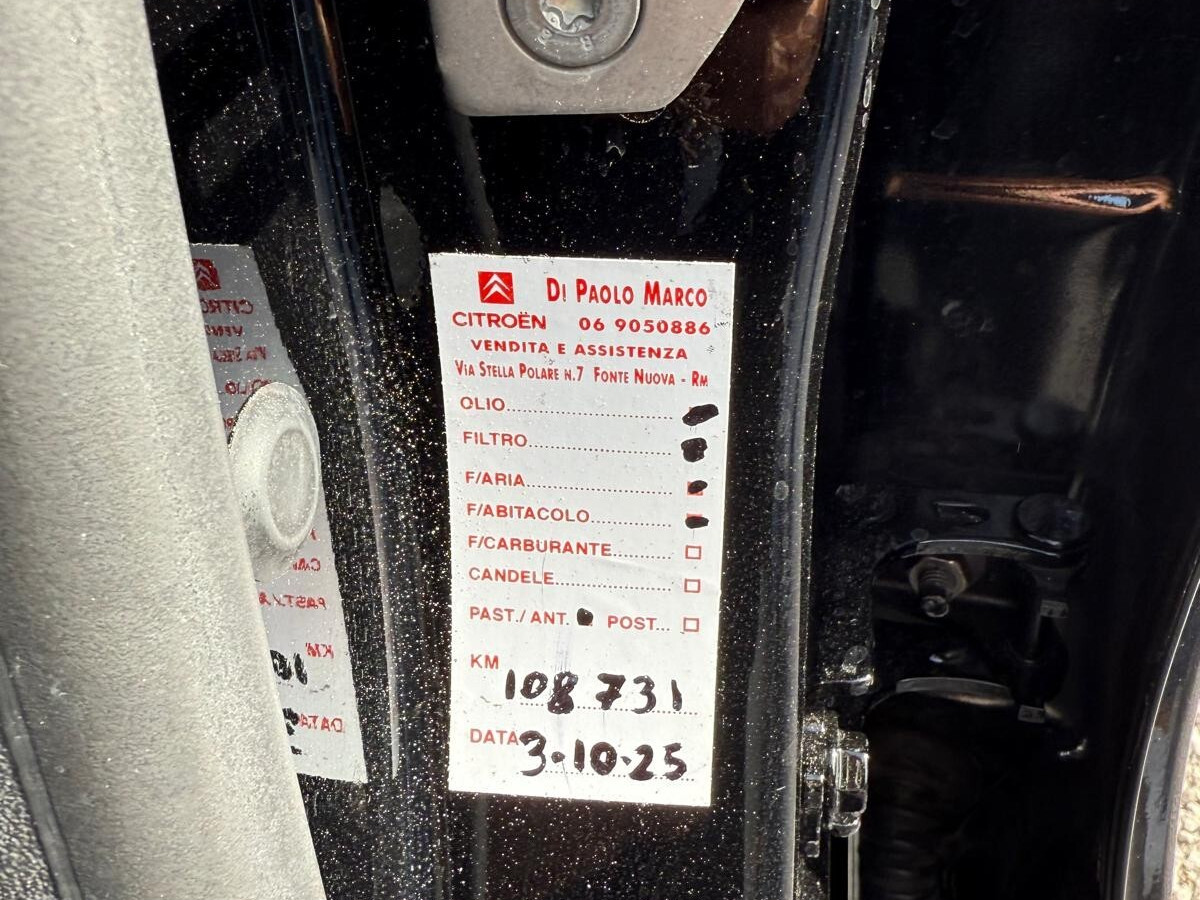 DI PAOLO MARCO
CITROËN 06 9050886
VENDITA E ASSISTENZA
VIA STELLA POLARE N.7 FONTE NUOVA - RM
OLIO
FILTRO
F/ARIA
F/ABITACOLO
F/CARBURANTE
CANDELE
PAST./ANT. POST...
KM
108 731
DATA 3-10-25